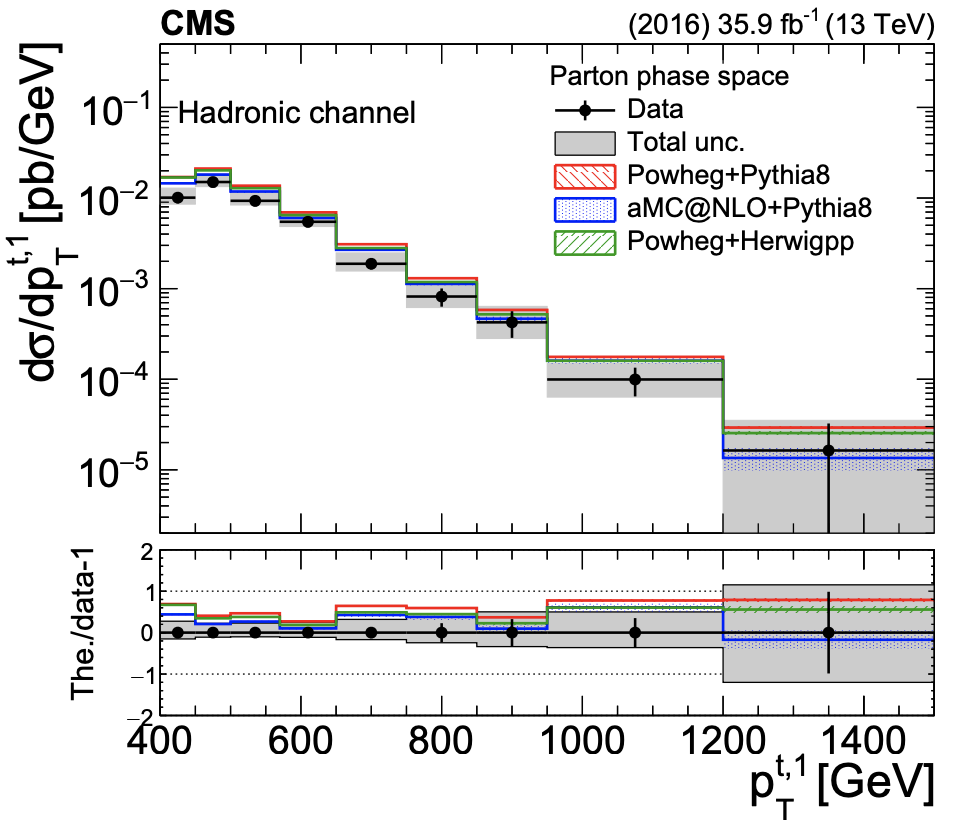 CMS (2016) 35.9 fb⁻¹ (13 TeV)
dσ/dp_T^{t,1} [pb/GeV]
Hadronic channel
Parton phase space
Data
Total unc.
Powheg+Pythia8
aMC@NLO+Pythia8
Powheg+Herwigpp
10⁻¹
10⁻²
10⁻³
10⁻⁴
10⁻⁵
The./data-1
2
1
0
−1
−2
400 600 800 1000 1200 1400
p_T^{t,1} [GeV]